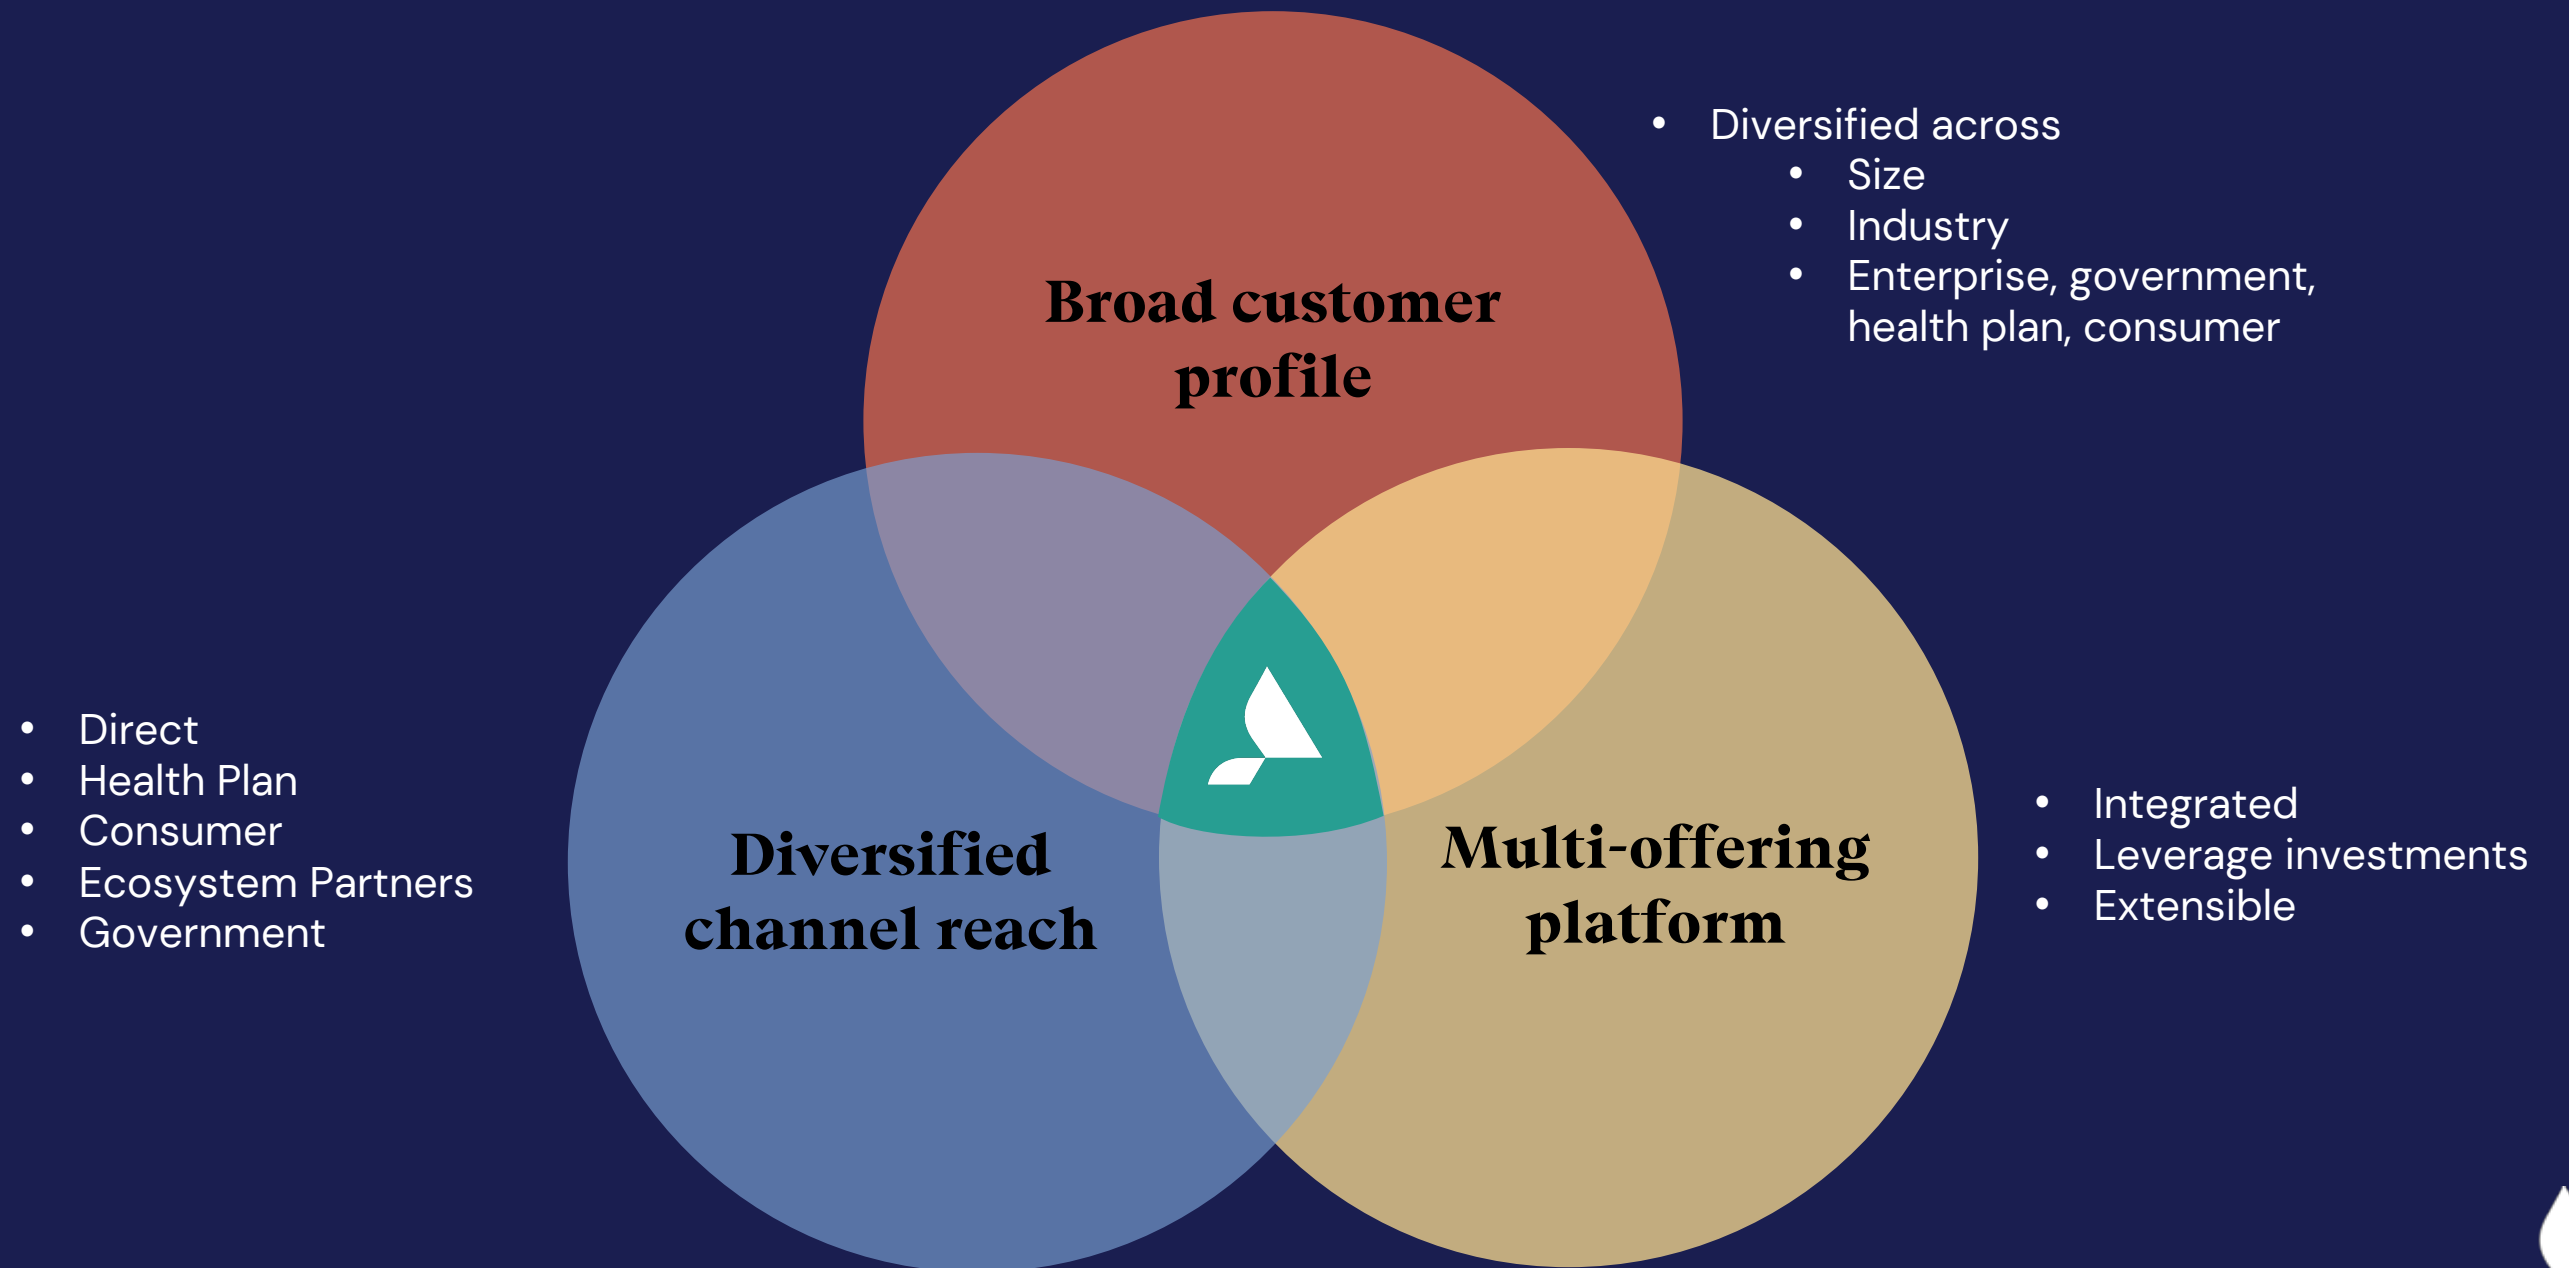 Broad customer
profile
• Diversified across
• Size
• Industry
• Enterprise, government,
health plan, consumer
• Direct
• Health Plan
• Consumer
• Ecosystem Partners
• Government
Diversified
channel reach
Multi-offering
platform
• Integrated
• Leverage investments
• Extensible